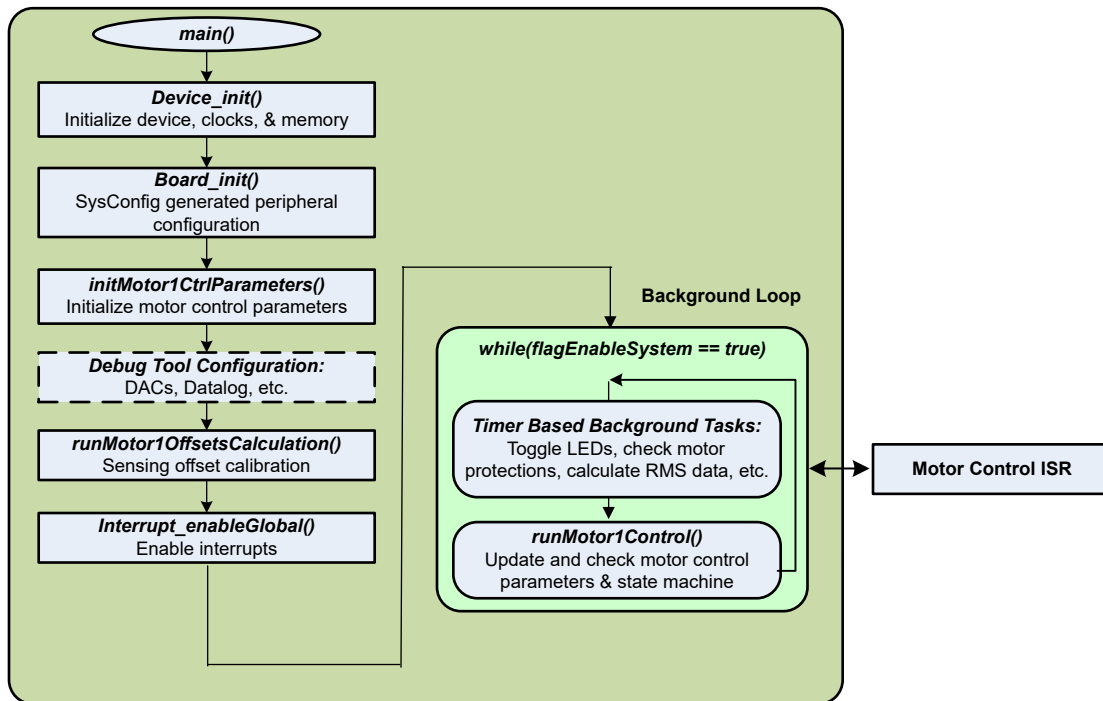 main()
Device_init()
Initialize device, clocks, & memory
Board_init()
SysConfig generated peripheral
configuration
initMotor1CtrlParameters()
Initialize motor control parameters
Debug Tool Configuration:
DACs, Datalog, etc.
runMotor1OffsetsCalculation()
Sensing offset calibration
Interrupt_enableGlobal()
Enable interrupts
Background Loop
while(flagEnableSystem == true)
Timer Based Background Tasks:
Toggle LEDs, check motor
protections, calculate RMS data, etc.
runMotor1Control()
Update and check motor control
parameters & state machine
Motor Control ISR